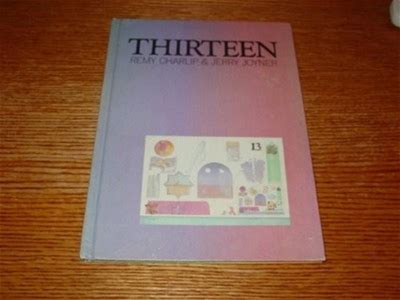 THIRTEEN
REMY CHARLIP & JERRY JOYNER
13